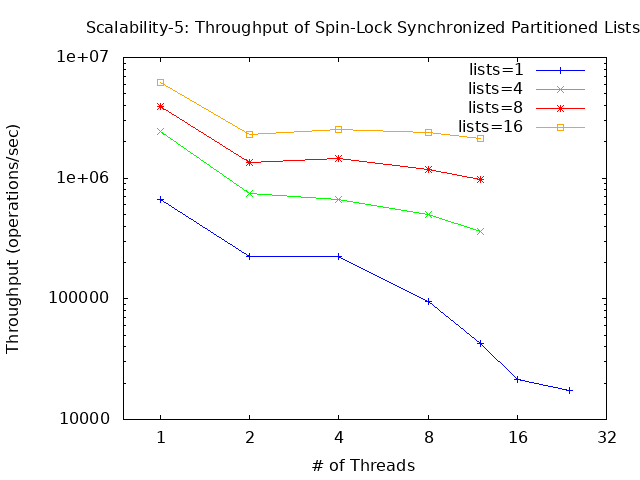 Scalability-5: Throughput of Spin-Lock Synchronized Partitioned Lists
Throughput (operations/sec)
1e+07
1e+06
100000
10000
lists=1
lists=4
lists=8
lists=16
1 2 4 8 16 32
# of Threads